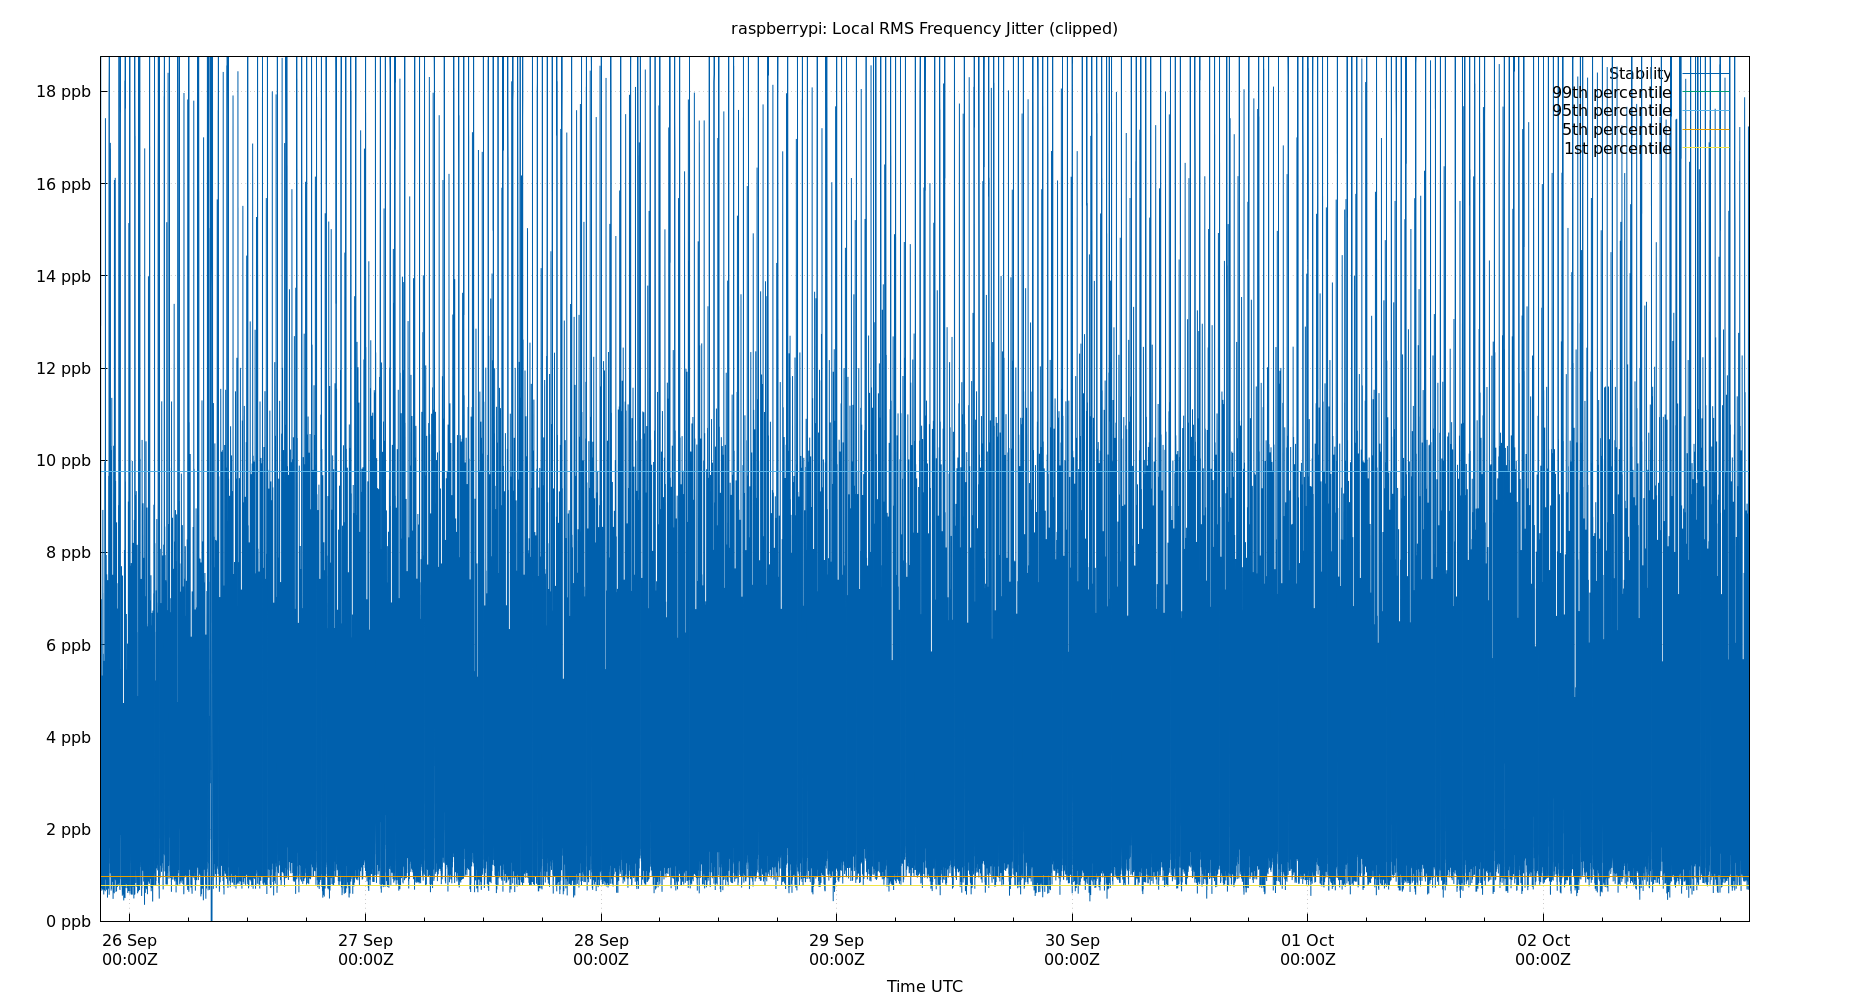 raspberrypi: Local RMS Frequency Jitter (clipped)
Stability
99th percentile
95th percentile
5th percentile
1st percentile
18 ppb
16 ppb
14 ppb
12 ppb
10 ppb
8 ppb
6 ppb
4 ppb
2 ppb
0 ppb
26 Sep 27 Sep 28 Sep 29 Sep 30 Sep 01 Oct 02 Oct
00:00Z 00:00Z 00:00Z 00:00Z 00:00Z 00:00Z 00:00Z
Time UTC